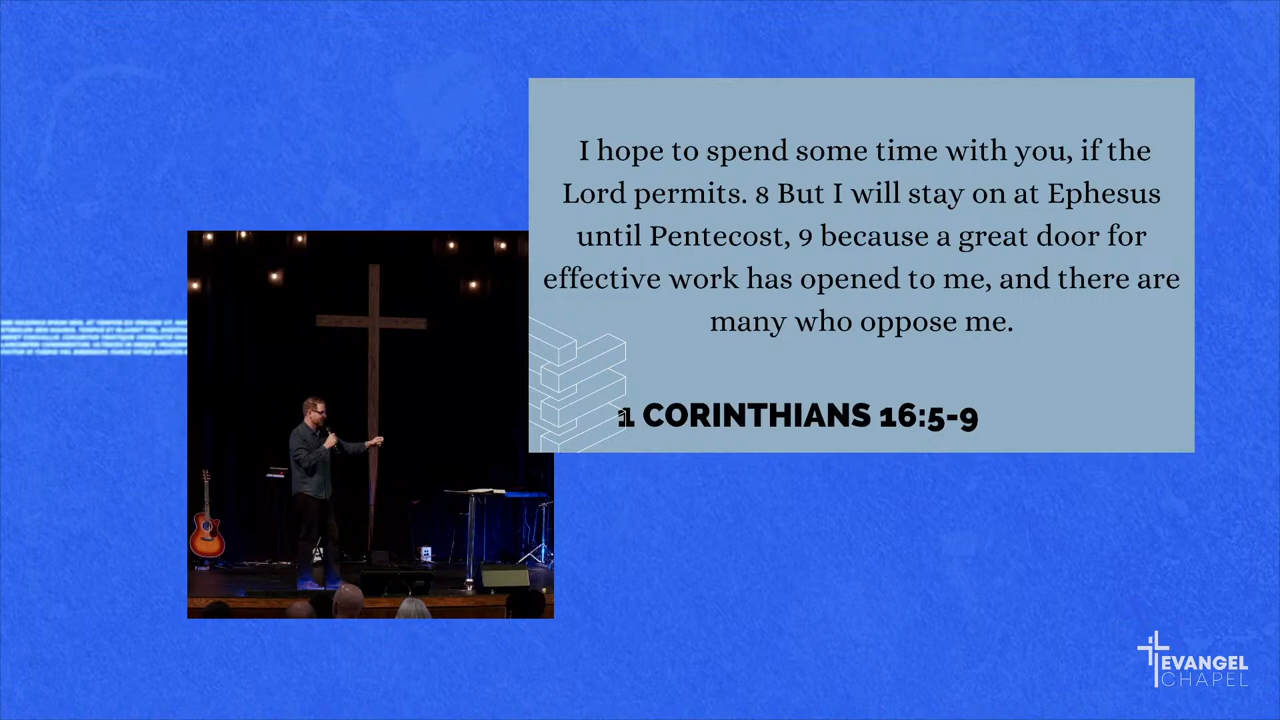 I hope to spend some time with you, if the
Lord permits. 8 But I will stay on at Ephesus
until Pentecost, 9 because a great door for
effective work has opened to me, and there are
many who oppose me.
1 CORINTHIANS 16:5-9
EVANGEL
CHAPEL